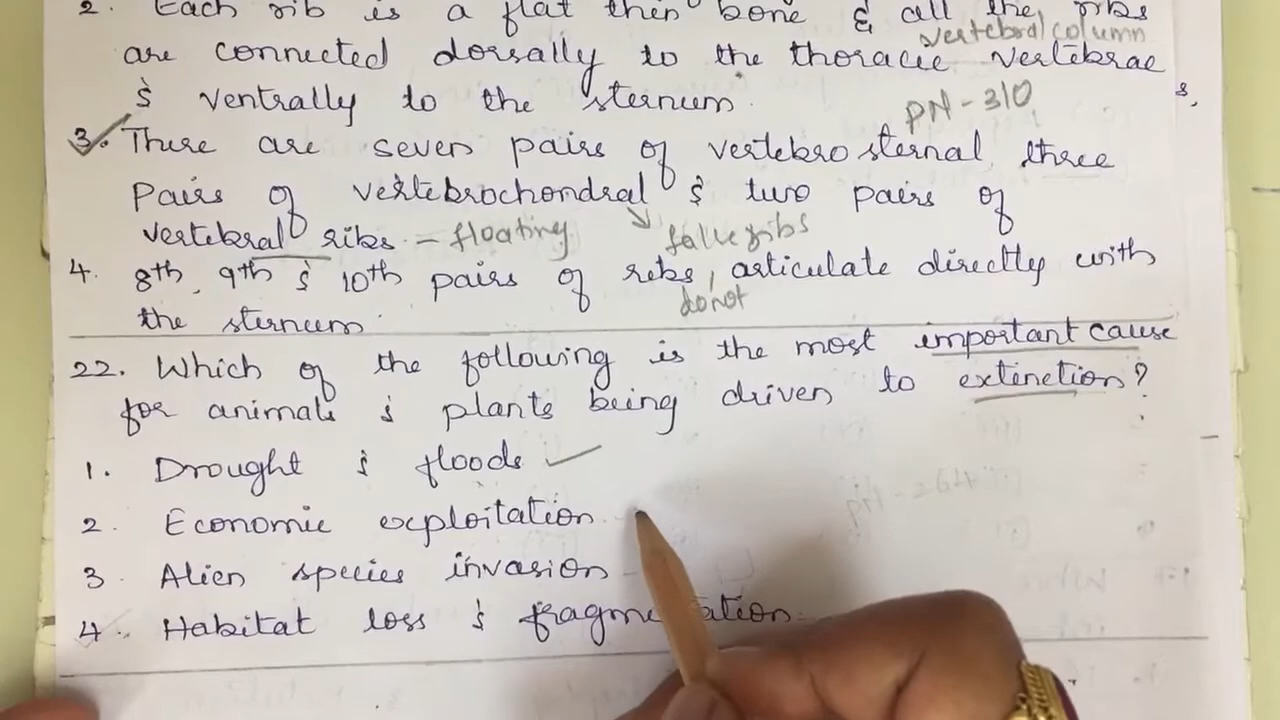 2. Each rib is a flat thin bone & all the ribs
vertebral column
are connected dorsally to the thoracic vertebrae
& ventrally to the sternum.
PN-310
3. There are seven pairs of vertebrosternal, three
Pairs of vertebrochondral & two pairs of
vertebral ribs. - floating
false ribs
4. 8th, 9th & 10th pairs of ribs, articulate directly with
do not
the sternum.
22. Which of the following is the most important cause
for animals & plants being driven to extinction?
1. Drought & floods
2. Economic exploitation
3 Alien species invasion
4. Habitat loss &